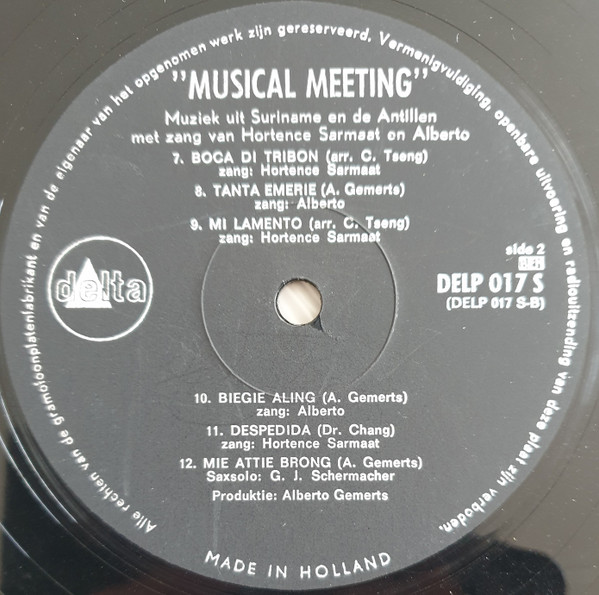 Alle rechten van de gramofoonplatenfabrikant en van de eigenaar van het opgenomen werk zijn gereserveerd. Vermenigvuldiging, openbare uitvoering en radiouitzending van deze plaat zijn verboden.
"MUSICAL MEETING"
Muziek uit Suriname en de Antillen
met zang van Hortence Sarmaat en Alberto
7. BOCA DI TRIBON (arr. C. Tseng)
zang: Hortence Sarmaat
8. TANTA EMERIE (A. Gemerts)
zang: Alberto
9. MI LAMENTO (arr. C. Tseng)
zang: Hortence Sarmaat
delta
side 2
DELP 017 S
(DELP 017 S-B)
10. BIEGIE ALING (A. Gemerts)
zang: Alberto
11. DESPEDIDA (Dr. Chang)
zang: Hortence Sarmaat
12. MIE ATTIE BRONG (A. Gemerts)
Saxsolo: G. J. Schermacher
Produktie: Alberto Gemerts
MADE IN HOLLAND